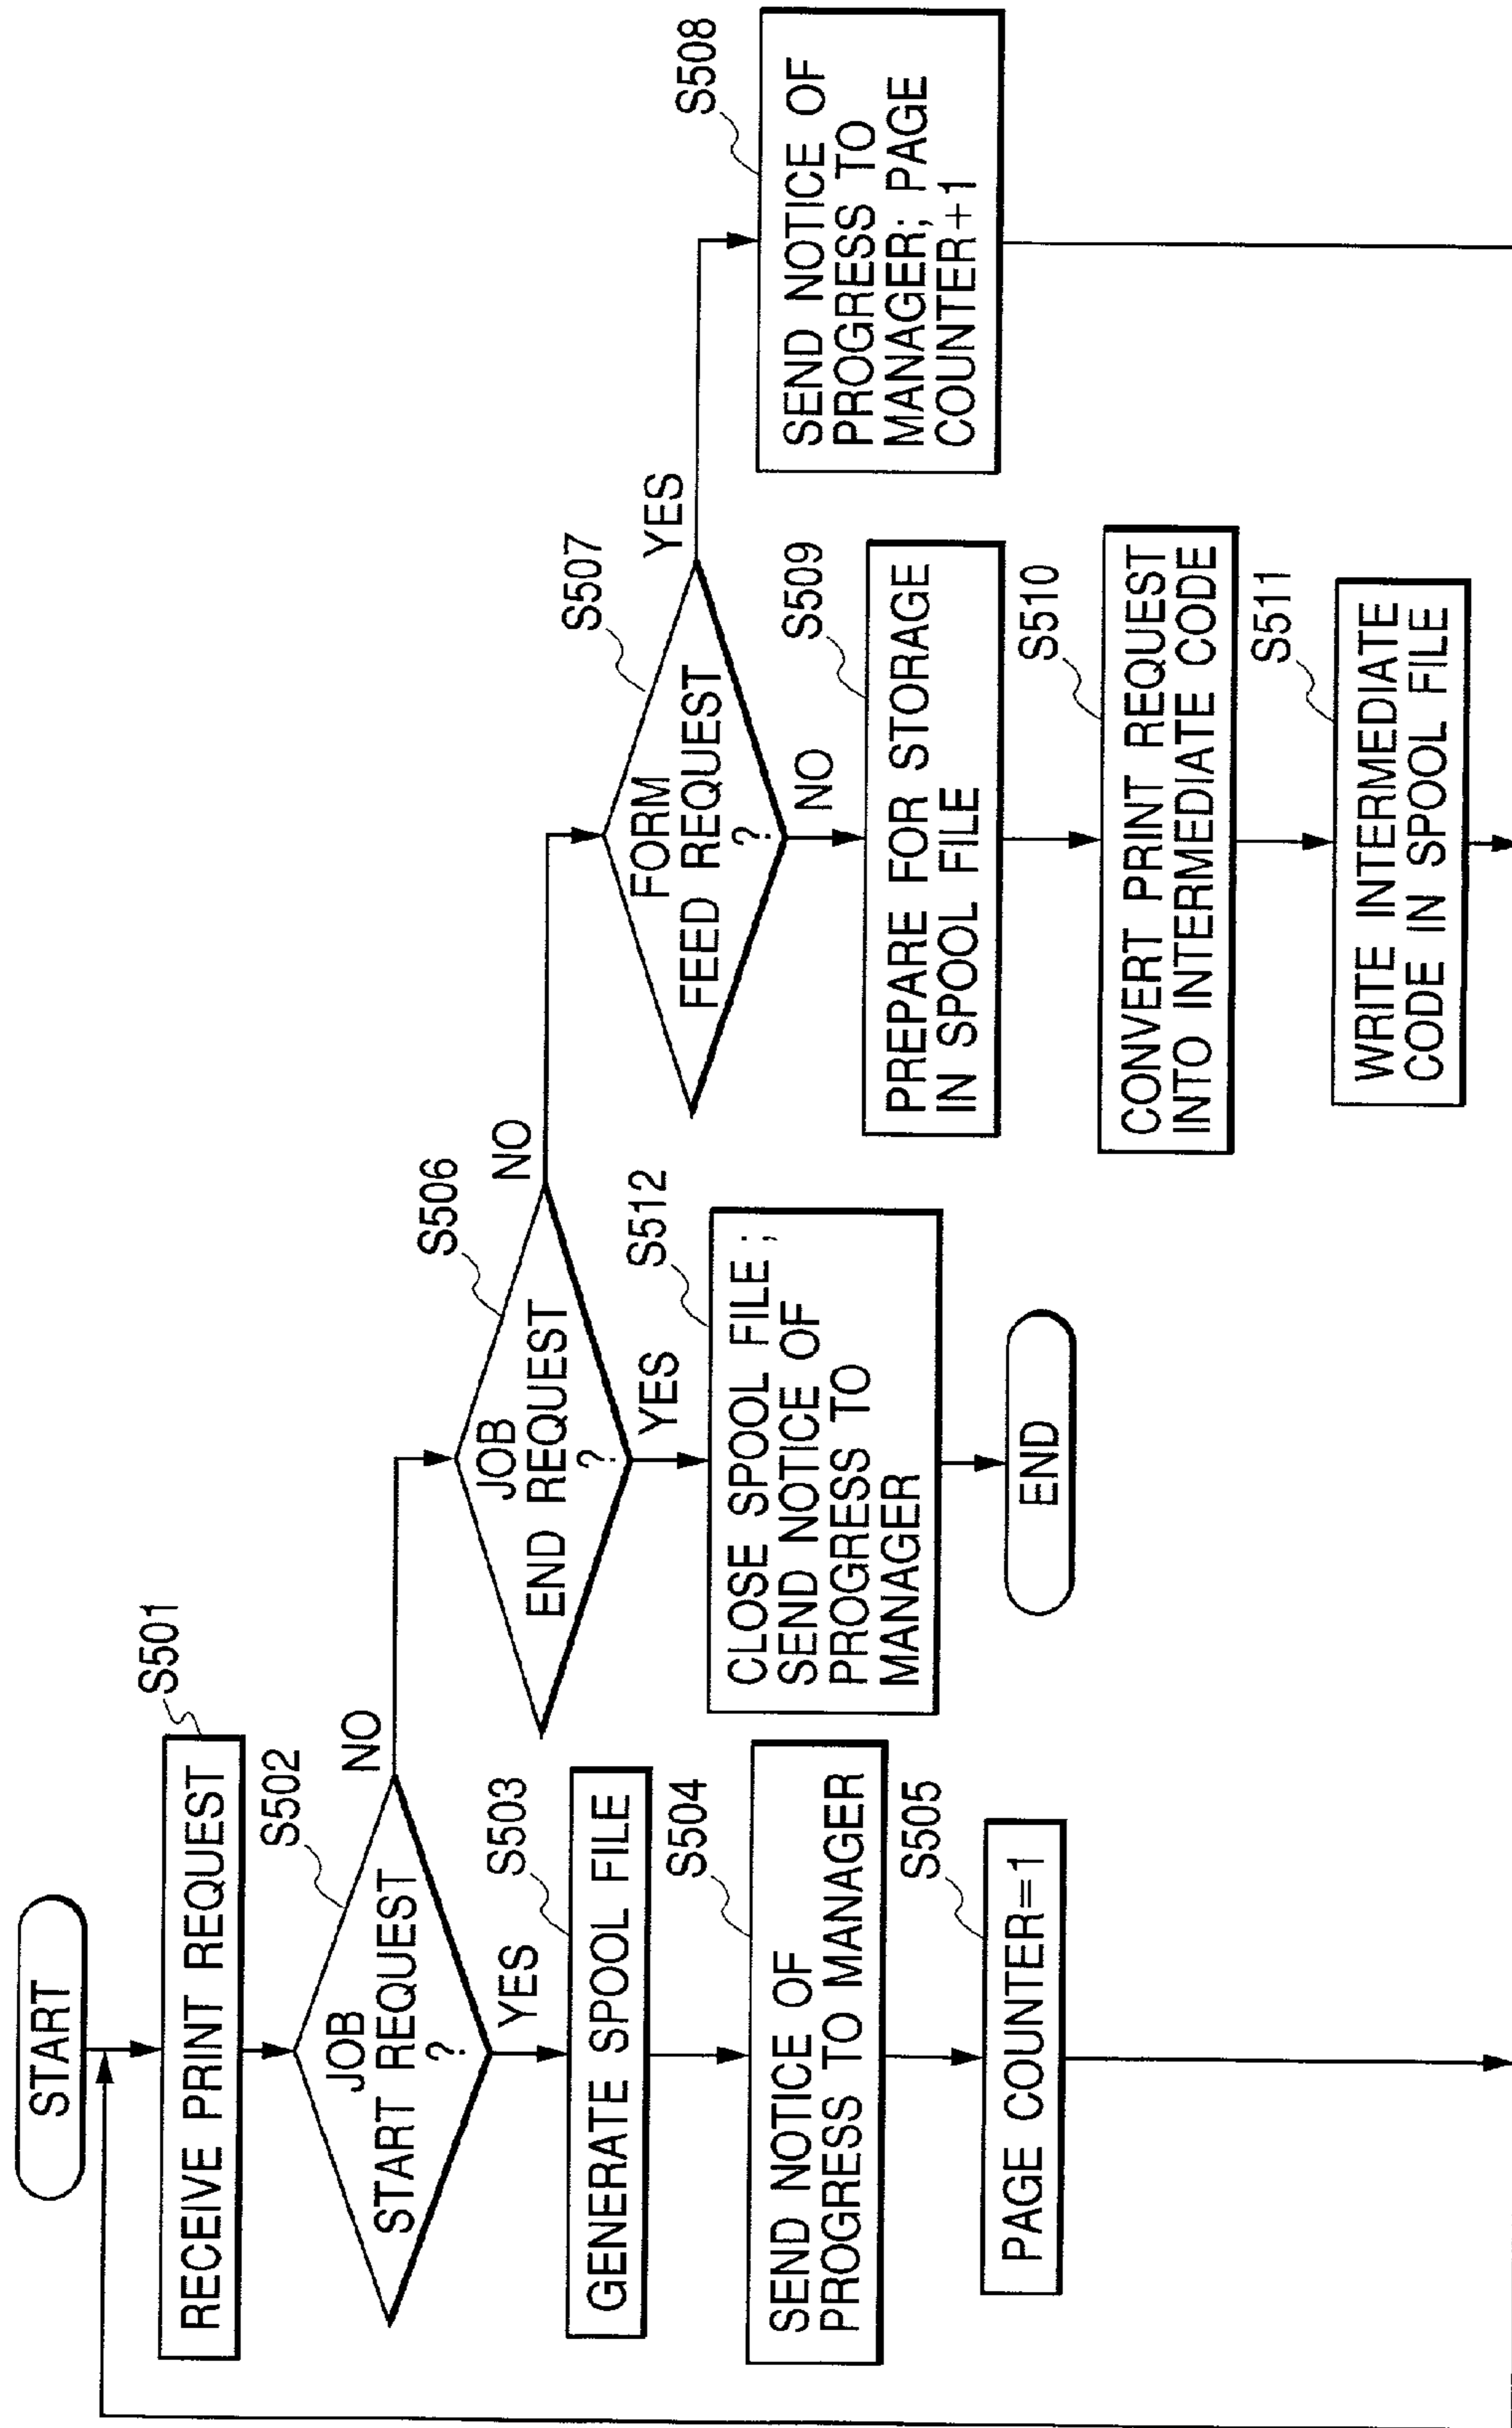 START
RECEIVE PRINT REQUEST
S501
JOB
START REQUEST
?
S502
NO
YES
GENERATE SPOOL FILE
S503
SEND NOTICE OF
PROGRESS TO MANAGER
S504
PAGE COUNTER=1
S505
JOB
END REQUEST
?
S506
NO
YES
CLOSE SPOOL FILE;
SEND NOTICE OF
PROGRESS TO
MANAGER
S512
END
FORM
FEED REQUEST
?
S507
YES
NO
SEND NOTICE OF
PROGRESS TO
MANAGER; PAGE
COUNTER+1
S508
PREPARE FOR STORAGE
IN SPOOL FILE
S509
CONVERT PRINT REQUEST
INTO INTERMEDIATE CODE
S510
WRITE INTERMEDIATE
CODE IN SPOOL FILE
S511